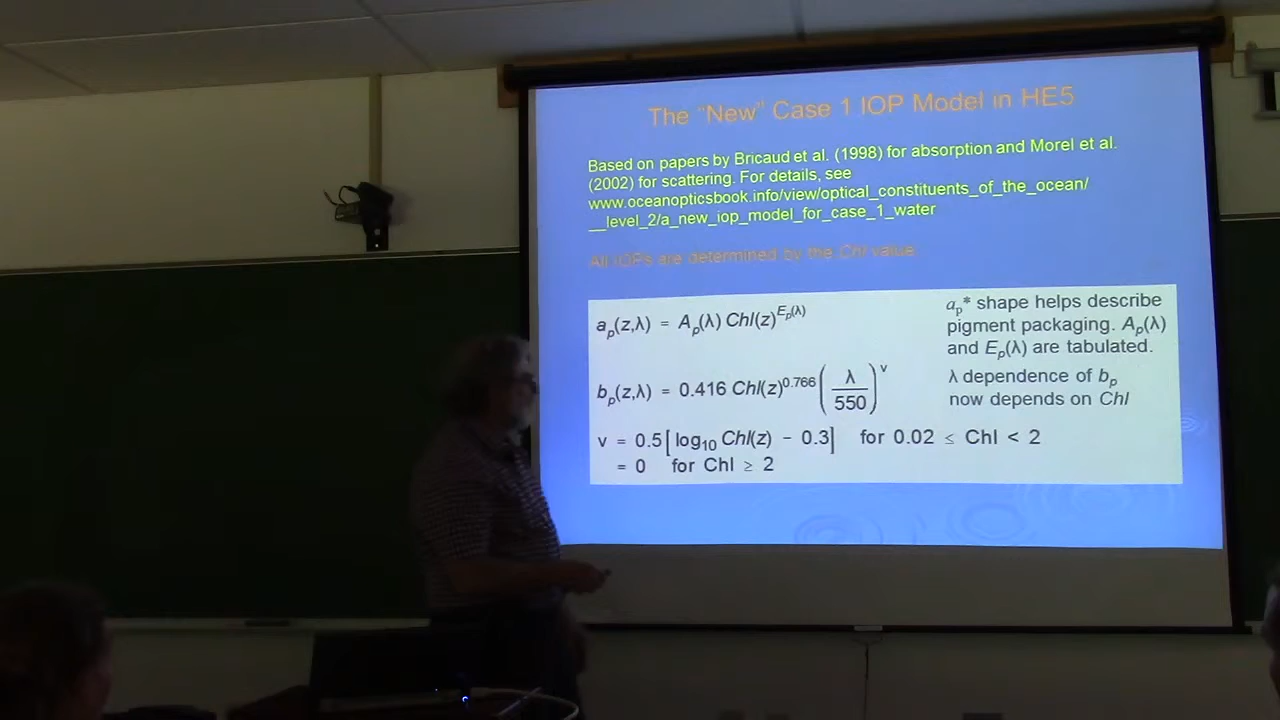 The "New" Case 1 IOP Model in HE5
Based on papers by Bricaud et al. (1998) for absorption and Morel et al.
(2002) for scattering. For details, see
www.oceanopticsbook.info/view/optical_constituents_of_the_ocean/
__level_2/a_new_iop_model_for_case_1_water
All IOPs are determined by the Chl value:
a_p(z,λ) = A_p(λ) Chl(z)^{E_p(λ)}
a_p* shape helps describe
pigment packaging. A_p(λ)
and E_p(λ) are tabulated.
b_p(z,λ) = 0.416 Chl(z)^{0.766} (λ/550)^ν
λ dependence of b_p
now depends on Chl
ν = 0.5[log₁₀ Chl(z) − 0.3] for 0.02 ≤ Chl < 2
= 0 for Chl ≥ 2